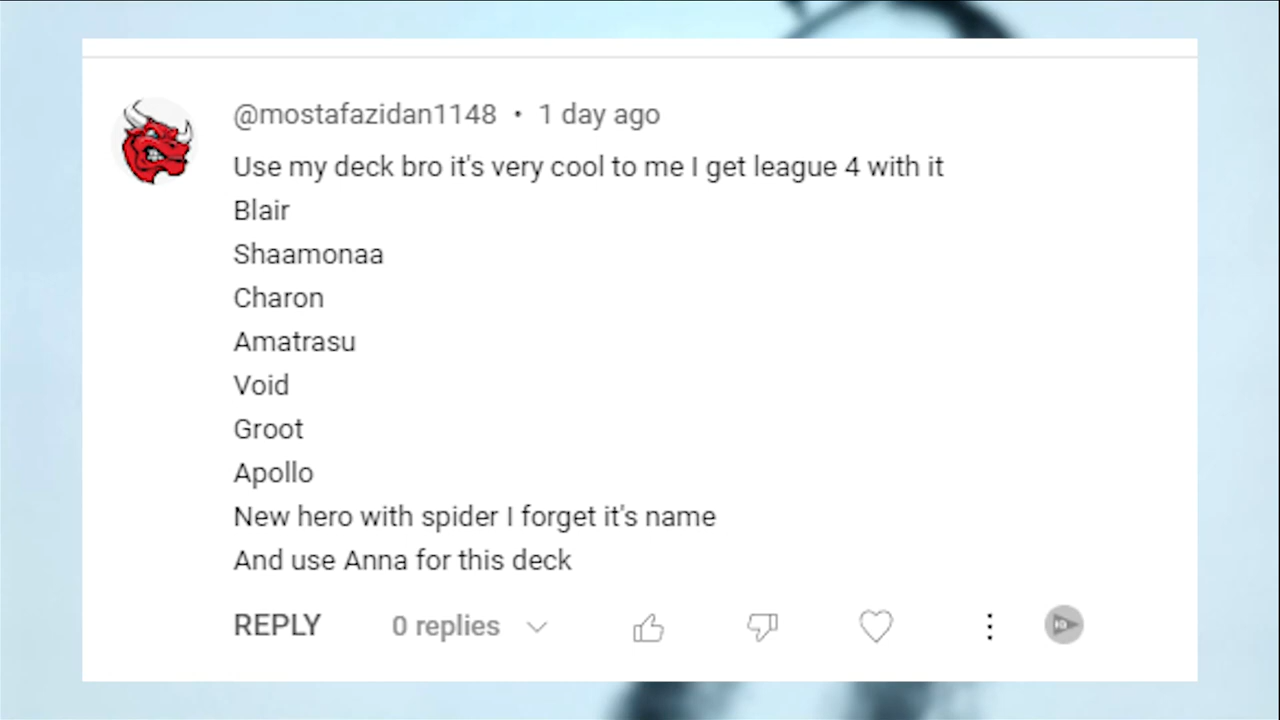 @mostafazidan1148 • 1 day ago
Use my deck bro it's very cool to me I get league 4 with it
Blair
Shaamonaa
Charon
Amatrasu
Void
Groot
Apollo
New hero with spider I forget it's name
And use Anna for this deck
REPLY 0 replies